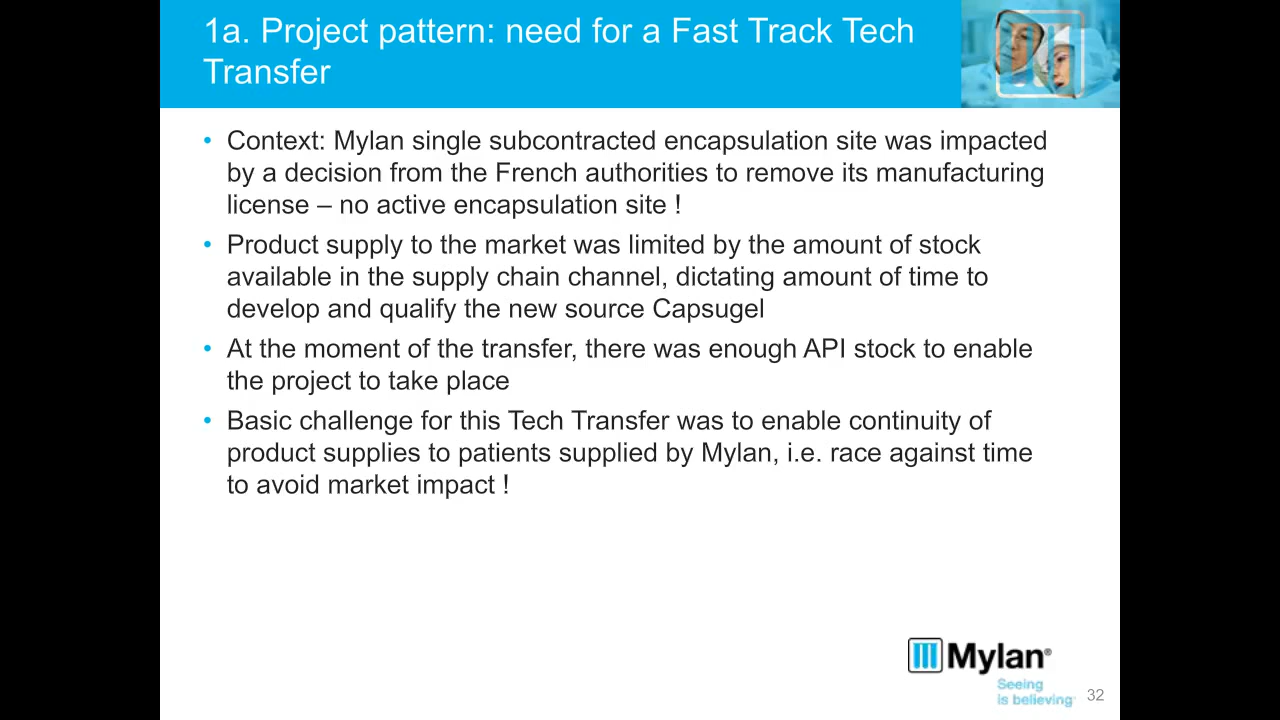 1a. Project pattern: need for a Fast Track Tech
Transfer
• Context: Mylan single subcontracted encapsulation site was impacted
by a decision from the French authorities to remove its manufacturing
license – no active encapsulation site !
• Product supply to the market was limited by the amount of stock
available in the supply chain channel, dictating amount of time to
develop and qualify the new source Capsugel
• At the moment of the transfer, there was enough API stock to enable
the project to take place
• Basic challenge for this Tech Transfer was to enable continuity of
product supplies to patients supplied by Mylan, i.e. race against time
to avoid market impact !
Mylan®
Seeing
is believing
32